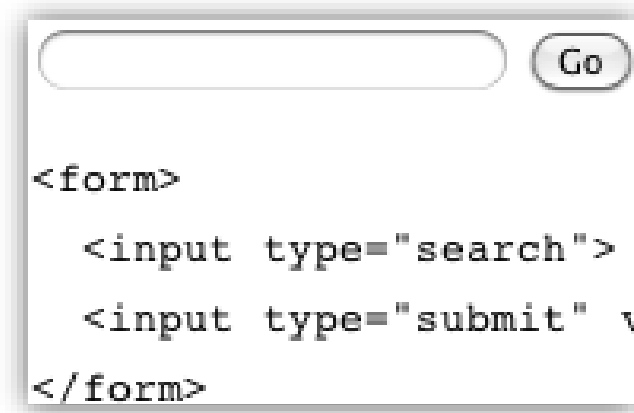 Go
<form>
<input type="search">
<input type="submit" v
</form>